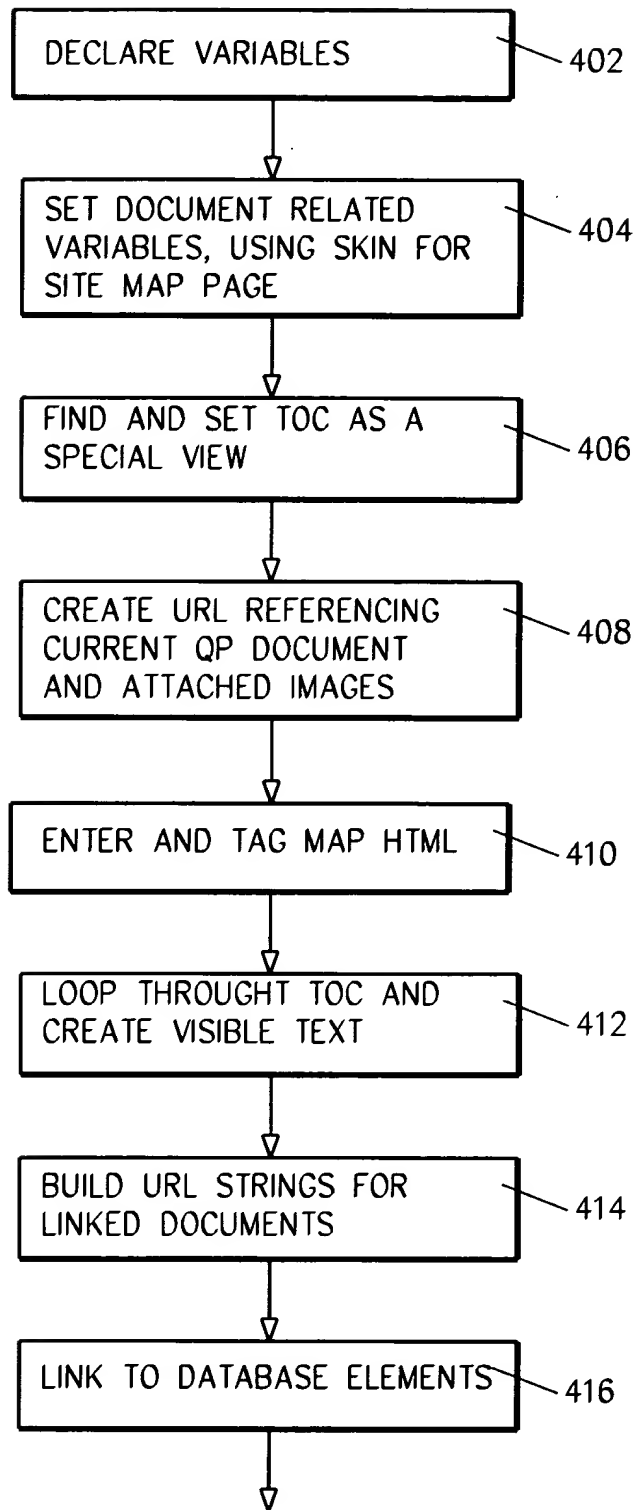 DECLARE VARIABLES
402
SET DOCUMENT RELATED
VARIABLES, USING SKIN FOR
SITE MAP PAGE
404
FIND AND SET TOC AS A
SPECIAL VIEW
406
CREATE URL REFERENCING
CURRENT QP DOCUMENT
AND ATTACHED IMAGES
408
ENTER AND TAG MAP HTML
410
LOOP THROUGHT TOC AND
CREATE VISIBLE TEXT
412
BUILD URL STRINGS FOR
LINKED DOCUMENTS
414
LINK TO DATABASE ELEMENTS
416